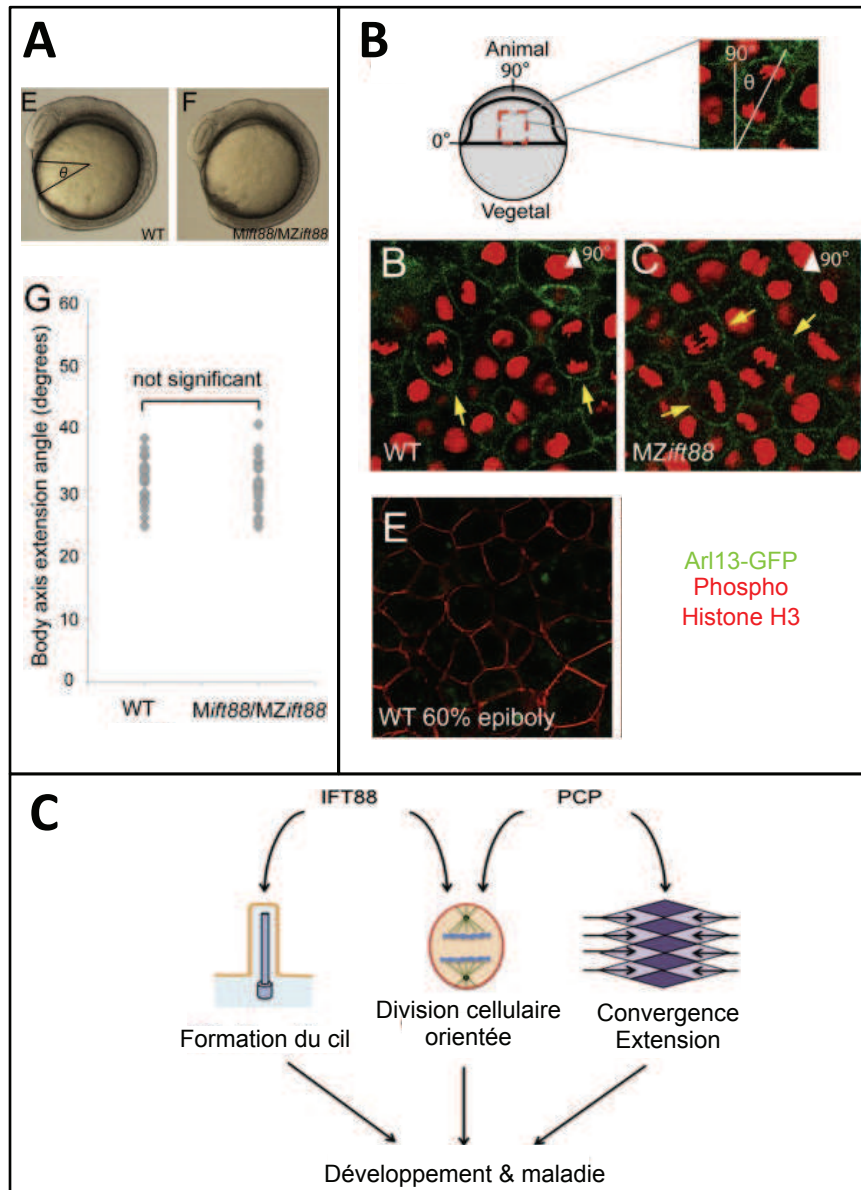 A
E
F
θ
WT
Mift88/MZift88
G
60
50
40
30
20
10
0
Body axis extension angle (degrees)
not significant
WT
Mift88/MZift88
B
Animal
90°
0°
Vegetal
90°
θ
B
90°
WT
C
90°
MZift88
E
WT 60% epiboly
Arl13-GFP
Phospho
Histone H3
C
IFT88
PCP
Formation du cil
Division cellulaire
orientée
Convergence
Extension
Développement & maladie